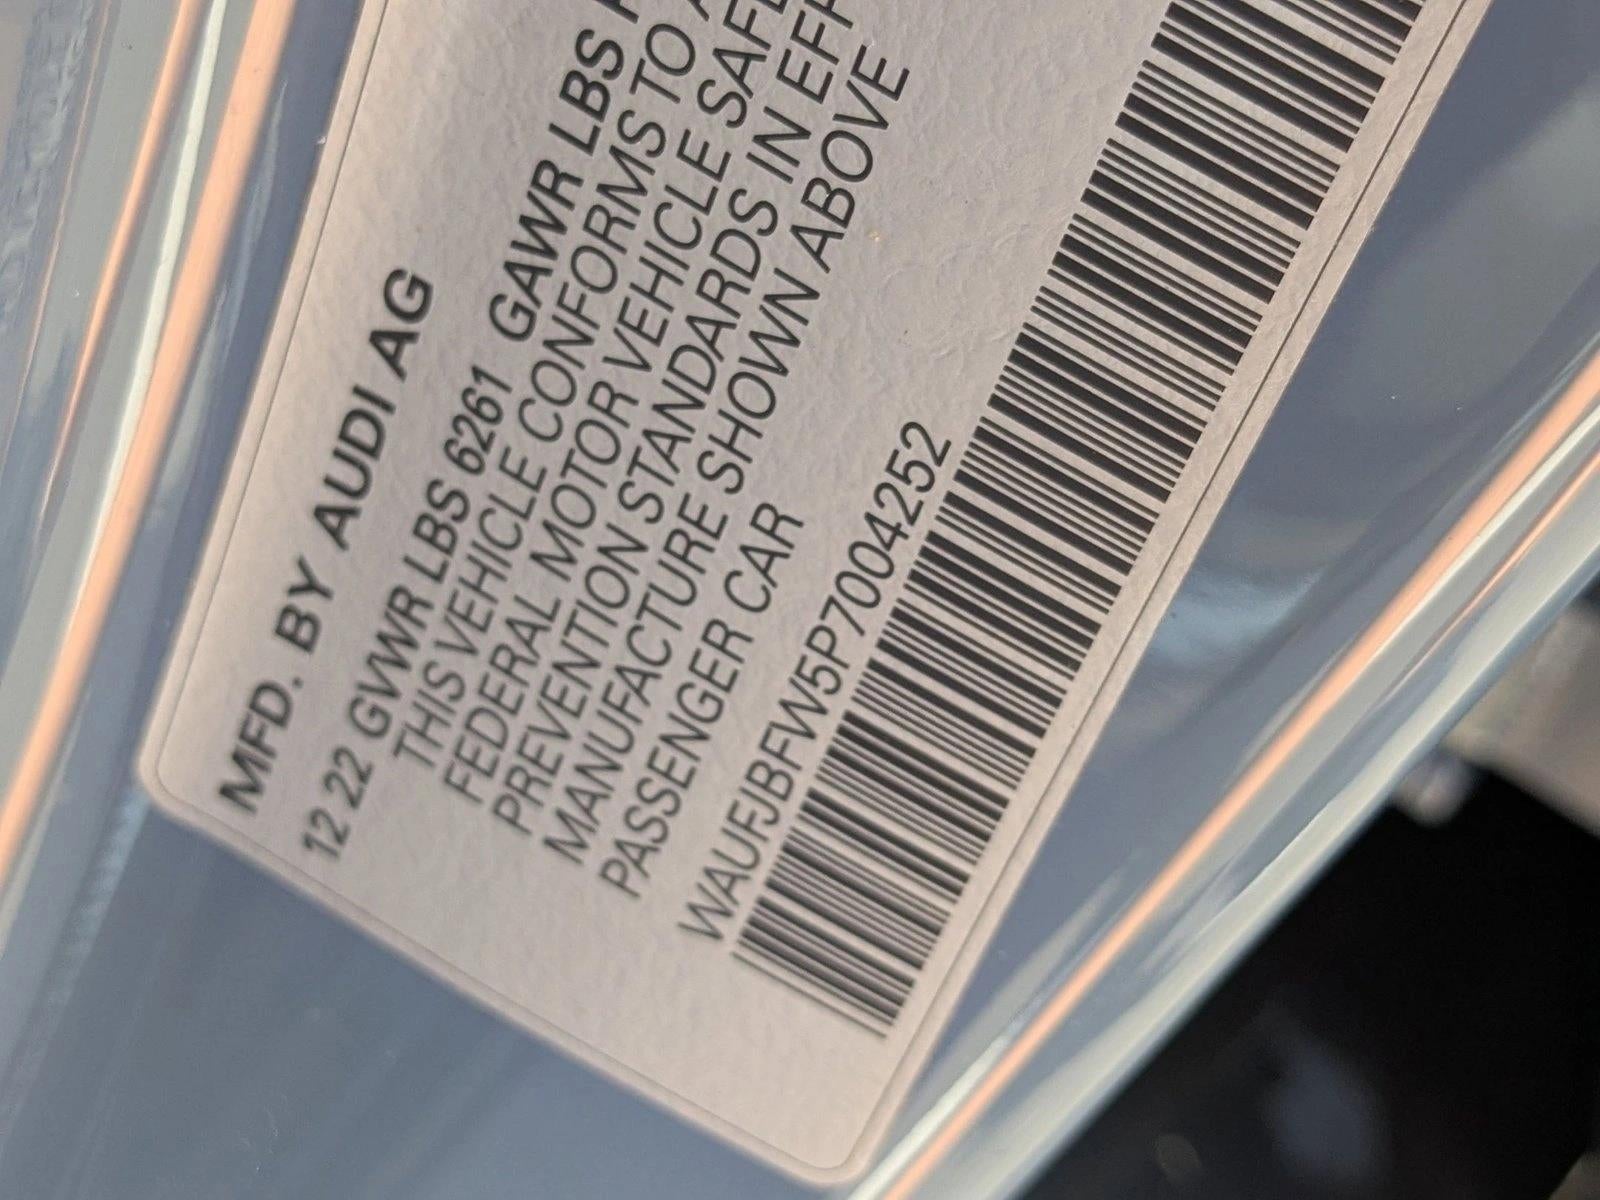 MFD. BY AUDI AG
12 22 GVWR LBS 6261 GAWR LBS
THIS VEHICLE CONFORMS TO
FEDERAL MOTOR VEHICLE
PREVENTION STANDARDS IN
MANUFACTURE SHOWN ABOVE
PASSENGER CAR
WAUFJBFW5P7004252